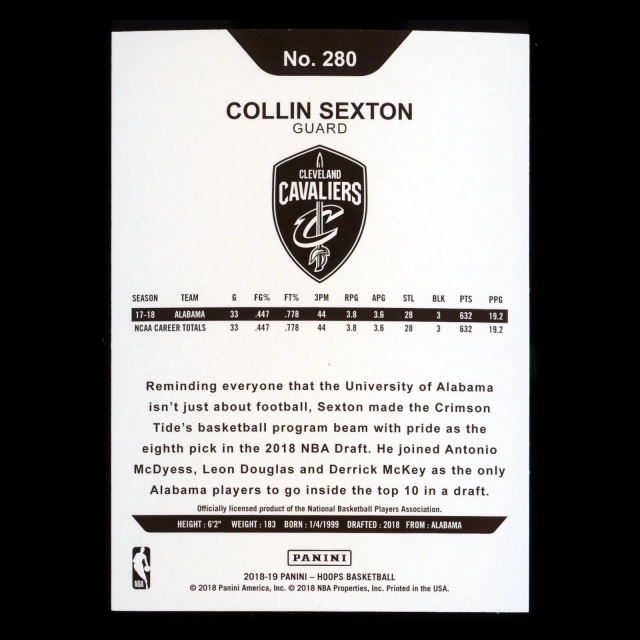 No. 280
COLLIN SEXTON
GUARD
CLEVELAND
CAVALIERS
C
SEASON TEAM G FG% FT% 3PM RPG APG STL BLK PTS PPG
17-18 ALABAMA 33 .447 .778 44 3.8 3.6 28 3 632 19.2
NCAA CAREER TOTALS 33 .447 .778 44 3.8 3.6 28 3 632 19.2
Reminding everyone that the University of Alabama
isn't just about football, Sexton made the Crimson
Tide's basketball program beam with pride as the
eighth pick in the 2018 NBA Draft. He joined Antonio
McDyess, Leon Douglas and Derrick McKey as the only
Alabama players to go inside the top 10 in a draft.
Officially licensed product of the National Basketball Players Association.
HEIGHT : 6'2" WEIGHT : 183 BORN : 1/4/1999 DRAFTED : 2018 FROM : ALABAMA
PANINI
NBA
2018-19 PANINI – HOOPS BASKETBALL
© 2018 Panini America, Inc. © 2018 NBA Properties, Inc. Printed in the USA.